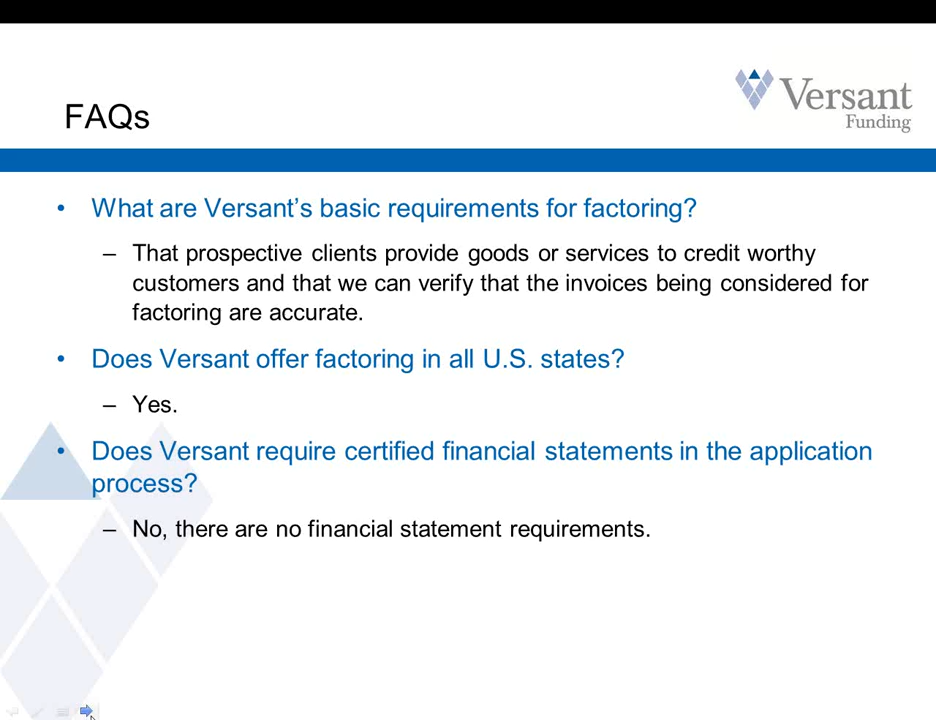 Versant
Funding
FAQs
• What are Versant’s basic requirements for factoring?
– That prospective clients provide goods or services to credit worthy
customers and that we can verify that the invoices being considered for
factoring are accurate.
• Does Versant offer factoring in all U.S. states?
– Yes.
• Does Versant require certified financial statements in the application
process?
– No, there are no financial statement requirements.